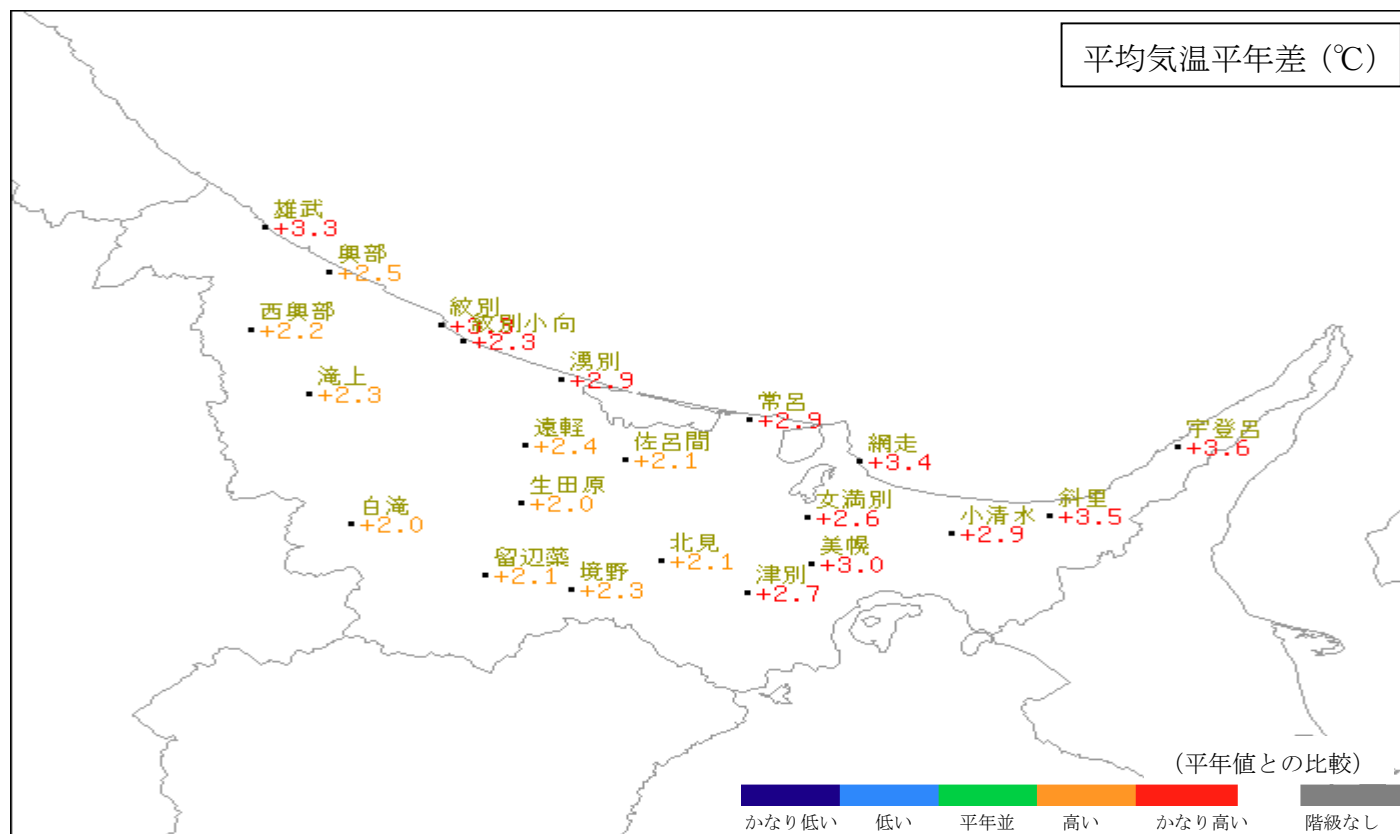 平均気温平年差 (℃)
雄武
+3.3
興部
+2.5
西興部
+2.2
紋別
紋別小向
+2.3
滝上
+2.3
湧別
+2.9
常呂
+2.9
遠軽
+2.4
佐呂間
+2.1
網走
+3.4
宇登呂
+3.6
生田原
+2.0
白滝
+2.0
女満別
+2.6
小清水
+2.9
斜里
+3.5
留辺蘂
+2.1
境野
+2.3
北見
+2.1
美幌
+3.0
津別
+2.7
(平年値との比較)
かなり低い 低い 平年並 高い かなり高い 階級なし